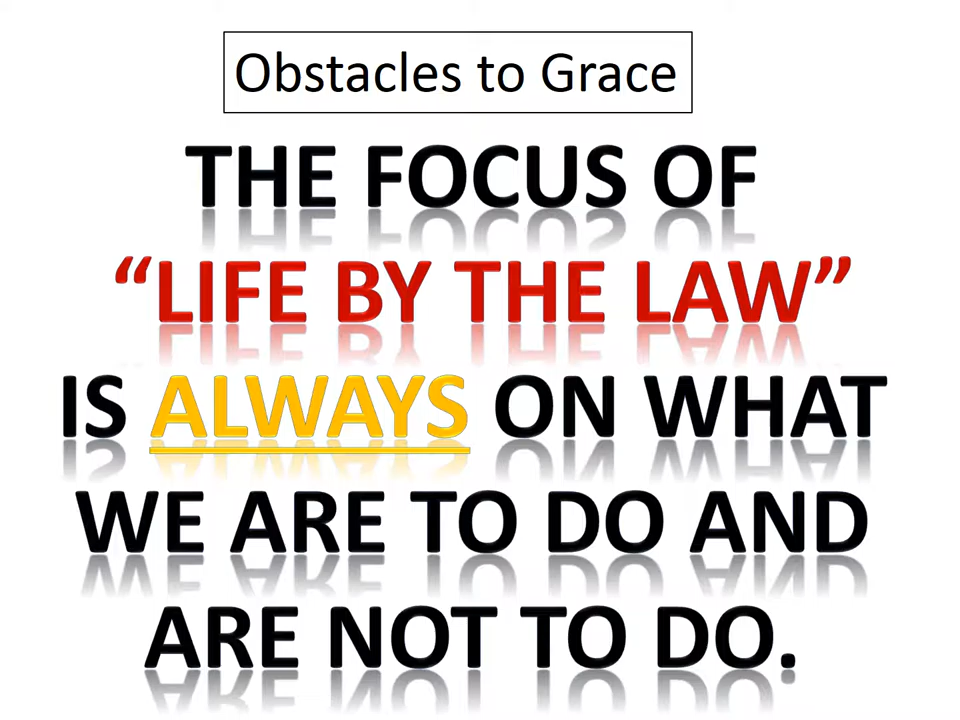 Obstacles to Grace
THE FOCUS OF
“LIFE BY THE LAW”
IS ALWAYS ON WHAT
WE ARE TO DO AND
ARE NOT TO DO.